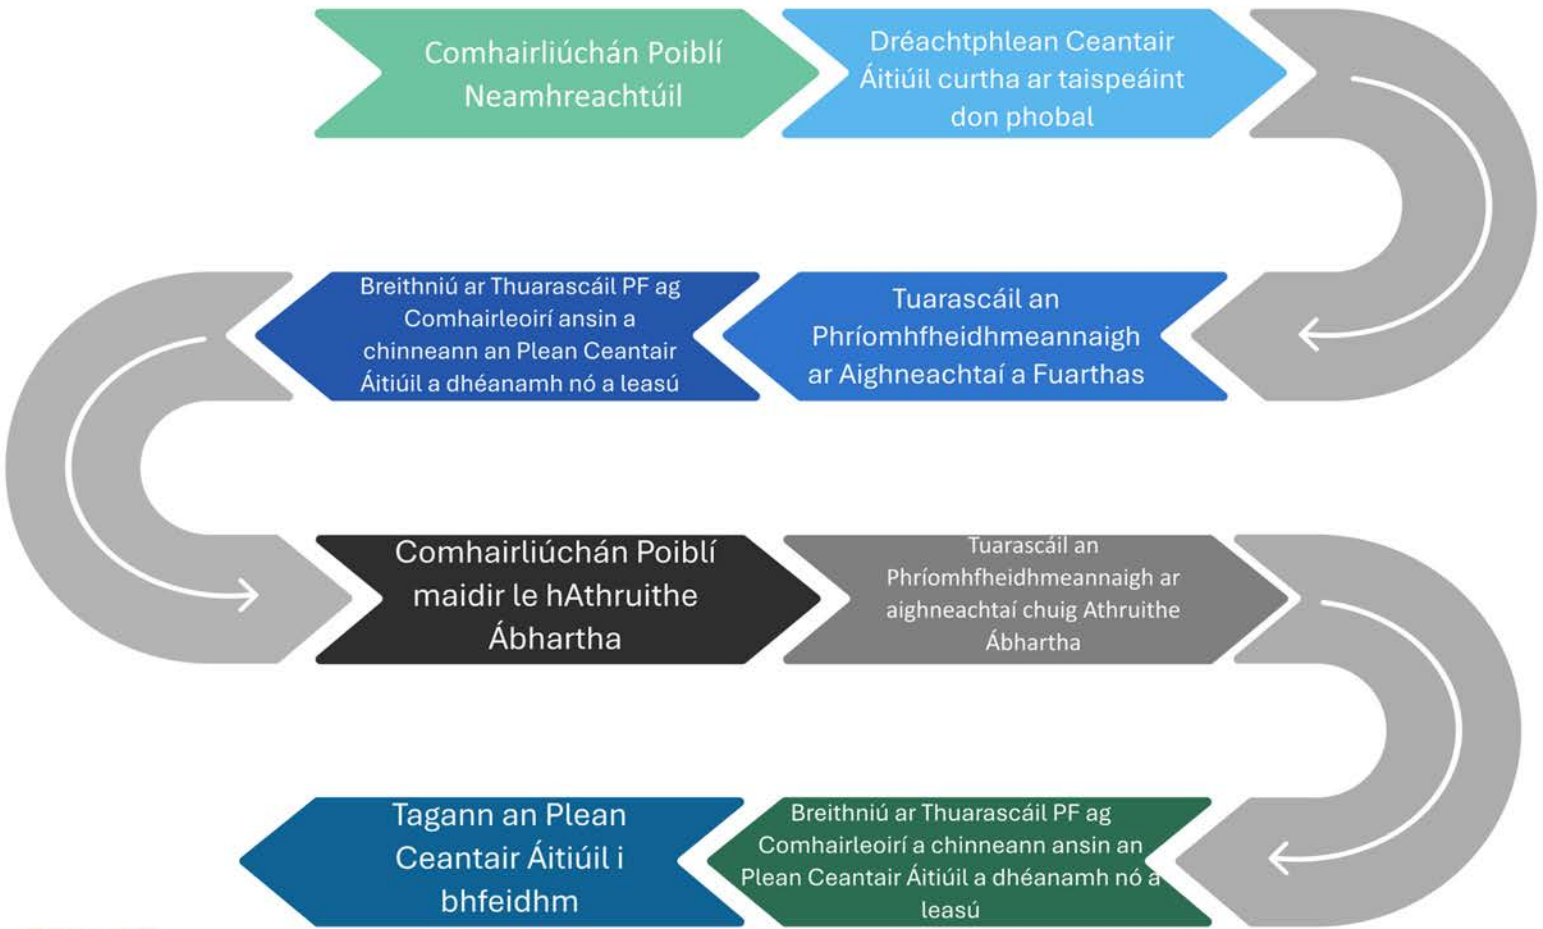 Comhairliúchán Poiblí
Neamhreachtúil
Dréachtphlean Ceantair
Áitiúil curtha ar taispeáint
don phobal
Tuarascáil an
Phríomhfheidhmeannaigh
ar Aighneachtaí a Fuarthas
Breithniú ar Thuarascáil PF ag
Comhairleoirí ansin a
chinneann an Plean Ceantair
Áitiúil a dhéanamh nó a leasú
Comhairliúchán Poiblí
maidir le hAthruithe
Ábhartha
Tuarascáil an
Phríomhfheidhmeannaigh ar
aighneachtaí chuig Athruithe
Ábhartha
Breithniú ar Thuarascáil PF ag
Comhairleoirí a chinneann ansin an
Plean Ceantair Áitiúil a dhéanamh nó a
leasú
Tagann an Plean
Ceantair Áitiúil i
bhfeidhm